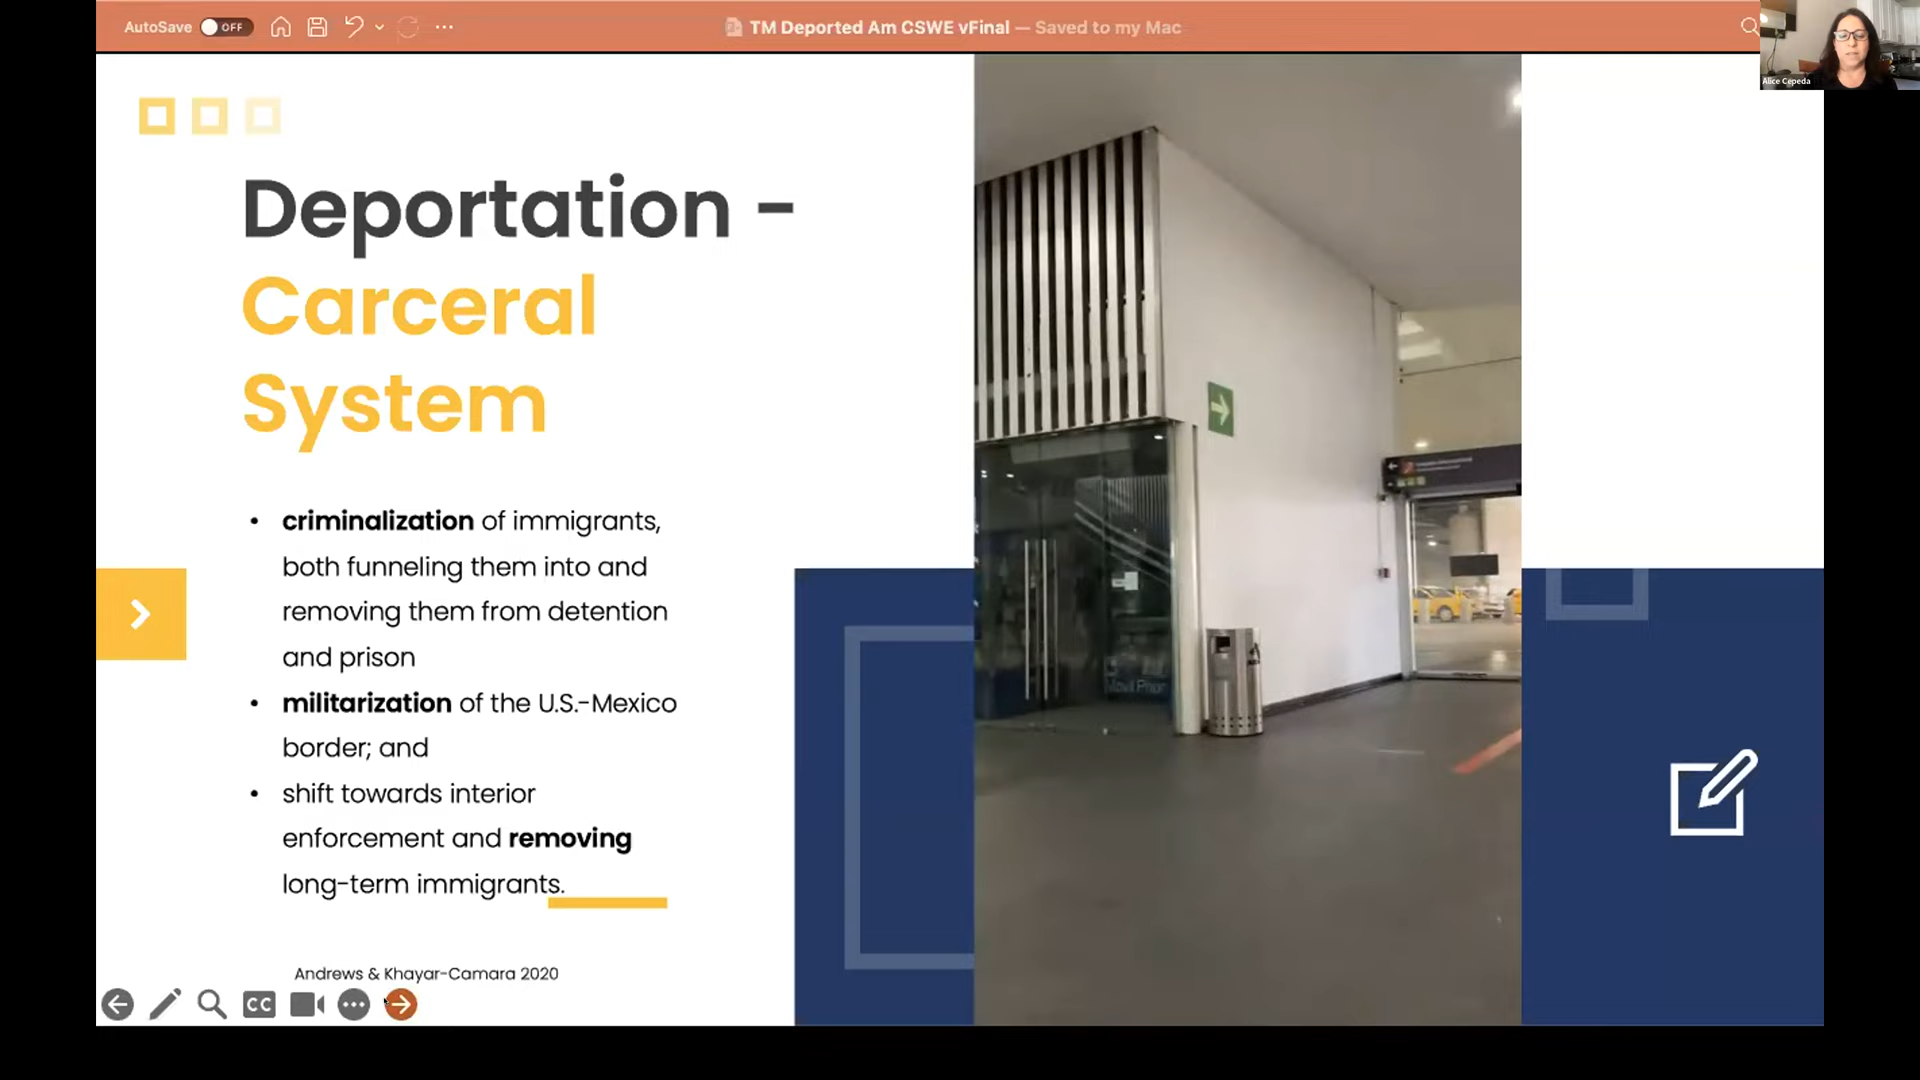 AutoSave OFF
TM Deported Am CSWE vFinal — Saved to my Mac
Alice Cepeda
Deportation -
Carceral
System
• criminalization of immigrants,
both funneling them into and
removing them from detention
and prison
• militarization of the U.S.-Mexico
border; and
• shift towards interior
enforcement and removing
long-term immigrants.
Andrews & Khayar-Camara 2020
CC